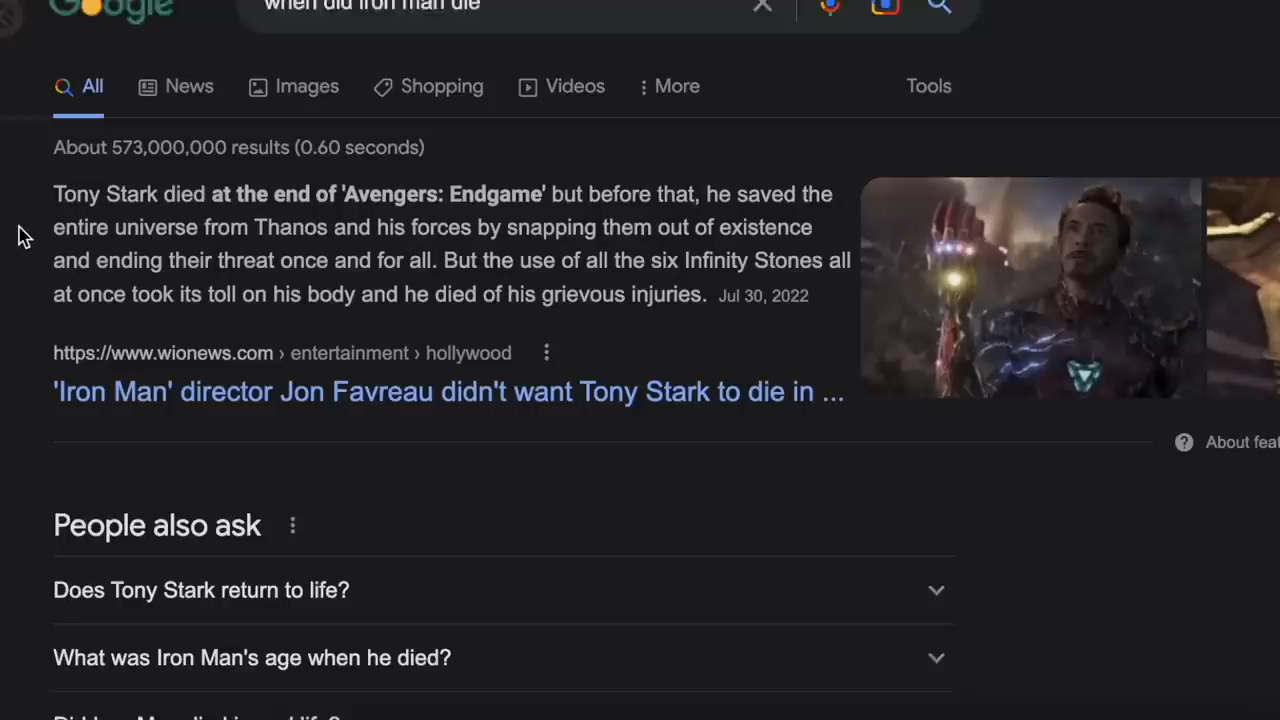 Google
when did iron man die
All News Images Shopping Videos More Tools
About 573,000,000 results (0.60 seconds)
Tony Stark died at the end of 'Avengers: Endgame' but before that, he saved the
entire universe from Thanos and his forces by snapping them out of existence
and ending their threat once and for all. But the use of all the six Infinity Stones all
at once took its toll on his body and he died of his grievous injuries. Jul 30, 2022
https://www.wionews.com › entertainment › hollywood
'Iron Man' director Jon Favreau didn't want Tony Stark to die in ...
About feat
People also ask
Does Tony Stark return to life?
What was Iron Man's age when he died?